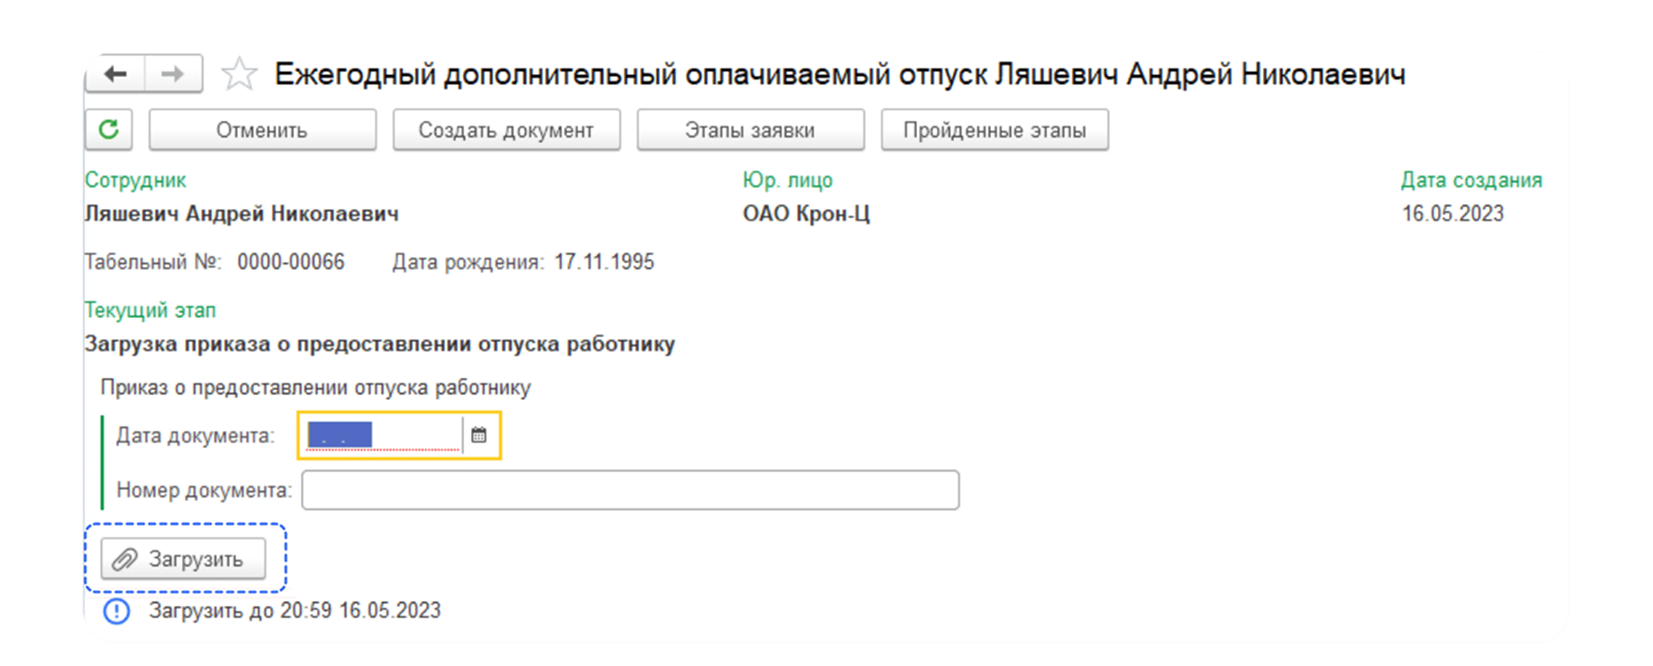 Ежегодный дополнительный оплачиваемый отпуск Ляшевич Андрей Николаевич
Отменить Создать документ Этапы заявки Пройденные этапы
Сотрудник Юр. лицо Дата создания
Ляшевич Андрей Николаевич ОАО Крон-Ц 16.05.2023
Табельный №: 0000-00066 Дата рождения: 17.11.1995
Текущий этап
Загрузка приказа о предоставлении отпуска работнику
Приказ о предоставлении отпуска работнику
Дата документа: . .
Номер документа:
Загрузить
Загрузить до 20:59 16.05.2023